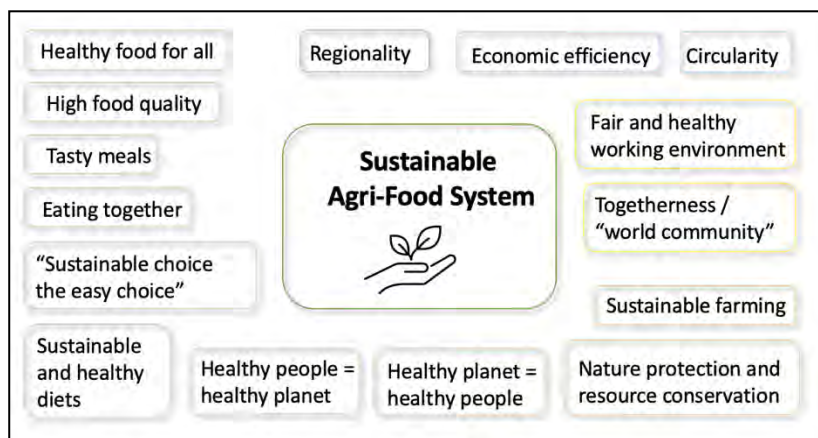 Healthy food for all
Regionality
Economic efficiency
Circularity
High food quality
Tasty meals
Eating together
“Sustainable choice
the easy choice”
Sustainable
Agri-Food System
Fair and healthy
working environment
Togetherness /
“world community”
Sustainable farming
Sustainable
and healthy
diets
Healthy people =
healthy planet
Healthy planet =
healthy people
Nature protection and
resource conservation